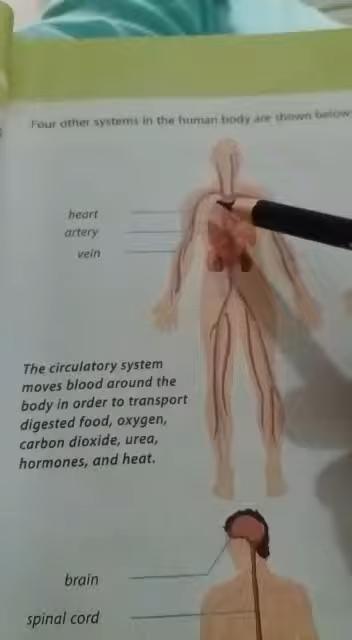 Four other systems in the human body are shown below
heart
artery
vein
The circulatory system
moves blood around the
body in order to transport
digested food, oxygen,
carbon dioxide, urea,
hormones, and heat.
brain
spinal cord